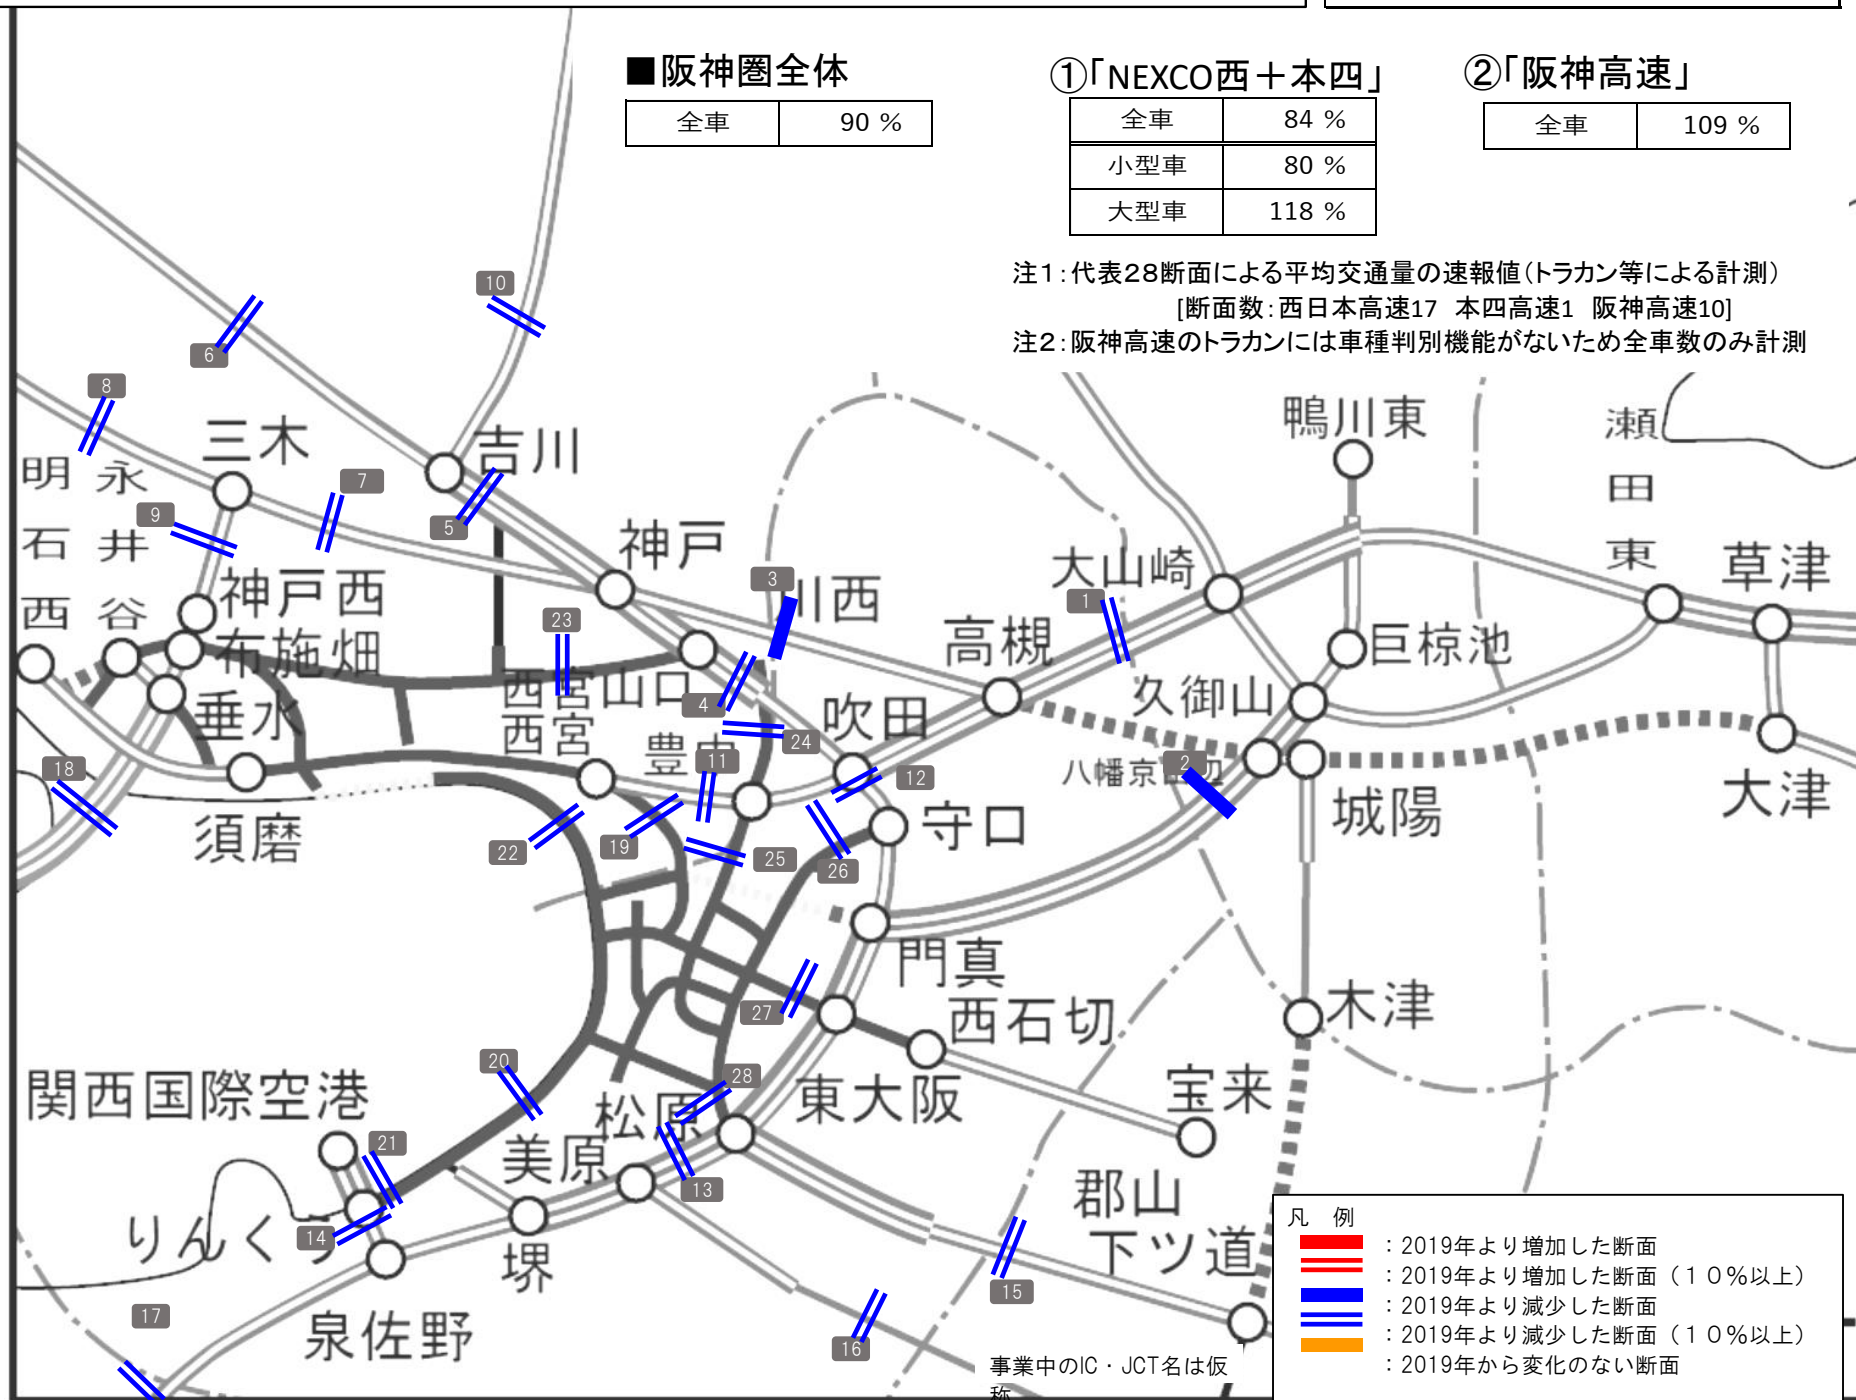 ■阪神圏全体
全車 90 %
①「NEXCO西＋本四」
全車 84 %
小型車 80 %
大型車 118 %
②「阪神高速」
全車 109 %
注1：代表28断面による平均交通量の速報値（トラカン等による計測）
[断面数：西日本高速17 本四高速1 阪神高速10]
注2：阪神高速のトラカンには車種判別機能がないため全車数のみ計測
10
6
8
三木
吉川
鴨川東
瀬田東
明石西
永井谷
7
9
5
神戸
大山崎
草津
神戸西
3
川西
1
23
布施畑
高槻
巨椋池
西宮山口
4
久御山
垂水
西宮
吹田
24
豊中
11
18
12
八幡京田辺
2
大津
須磨
城陽
守口
22
19
25
26
門真
27
西石切
木津
20
28
関西国際空港
松原
東大阪
宝来
21
美原
13
郡山
りんくう
14
下ツ道
堺
15
17
泉佐野
16
事業中のIC・JCT名は仮
称
凡 例
：2019年より増加した断面
：2019年より増加した断面（１０％以上）
：2019年より減少した断面
：2019年より減少した断面（１０％以上）
：2019年から変化のない断面